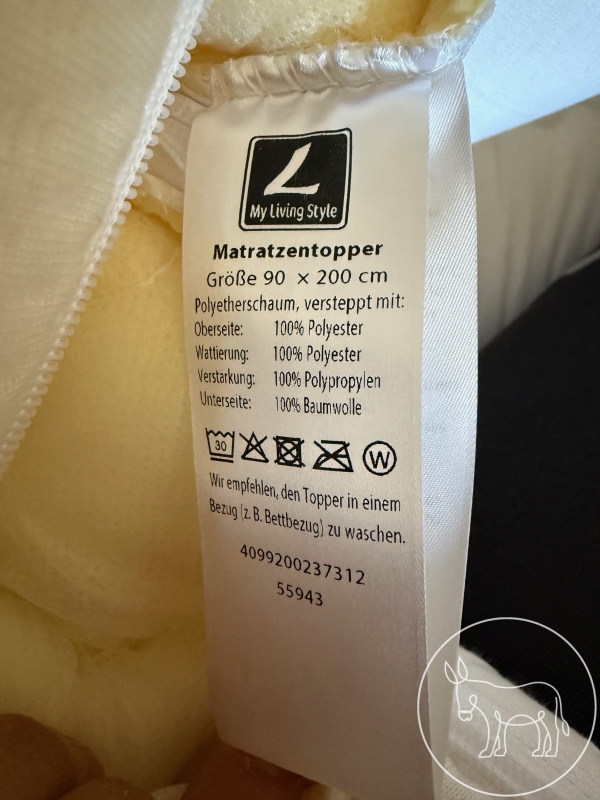 L
My Living Style
Matratzentopper
Größe 90 × 200 cm
Polyetherschaum, versteppt mit:
Oberseite: 100% Polyester
Wattierung: 100% Polyester
Verstärkung: 100% Polypropylen
Unterseite: 100% Baumwolle
30 W
Wir empfehlen, den Topper in einem
Bezug (z. B. Bettbezug) zu waschen.
4099200237312
55943